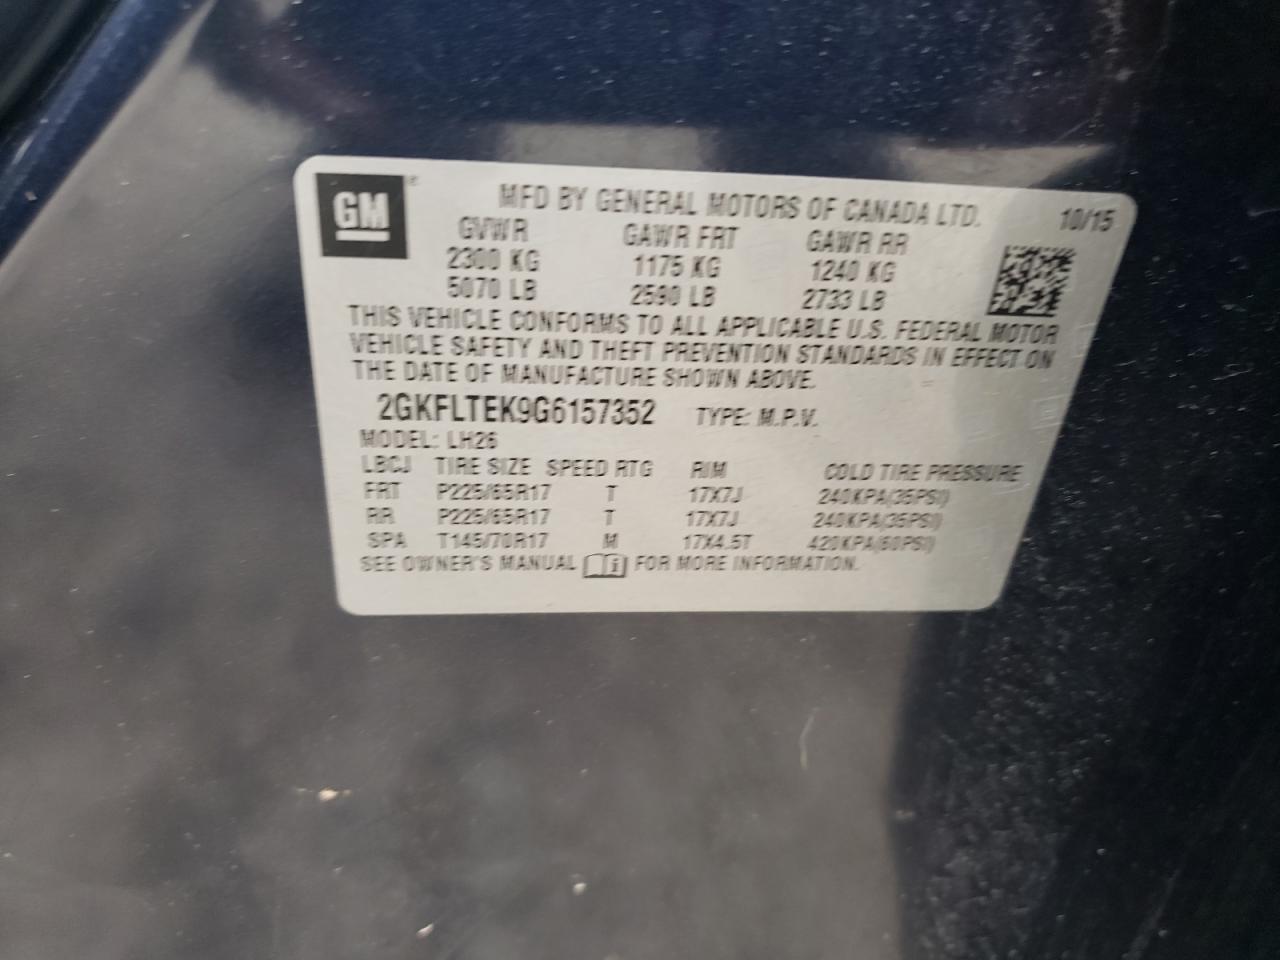 GM MFD BY GENERAL MOTORS OF CANADA LTD. 10/15
GVWR GAWR FRT GAWR RR
2300 KG 1175 KG 1240 KG
5070 LB 2590 LB 2733 LB
THIS VEHICLE CONFORMS TO ALL APPLICABLE U.S. FEDERAL MOTOR
VEHICLE SAFETY AND THEFT PREVENTION STANDARDS IN EFFECT ON
THE DATE OF MANUFACTURE SHOWN ABOVE.
2GKFLTEK9G6157352 TYPE: M.P.V.
MODEL: LH26
LBCJ TIRE SIZE SPEED RTG RIM COLD TIRE PRESSURE
FRT P225/65R17 T 17X7J 240KPA(35PSI)
RR P225/65R17 T 17X7J 240KPA(35PSI)
SPA T145/70R17 M 17X4.5T 420KPA(60PSI)
SEE OWNER'S MANUAL i FOR MORE INFORMATION.